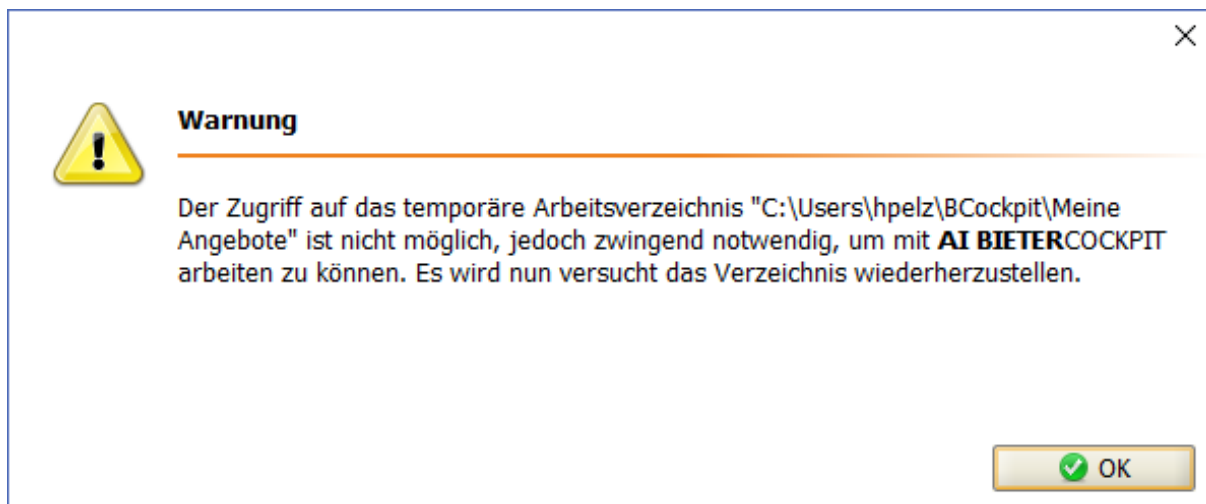 Warnung
Der Zugriff auf das temporäre Arbeitsverzeichnis "C:\Users\hpelz\BCockpit\Meine
Angebote" ist nicht möglich, jedoch zwingend notwendig, um mit AI BIETERCOCKPIT
arbeiten zu können. Es wird nun versucht das Verzeichnis wiederherzustellen.
OK